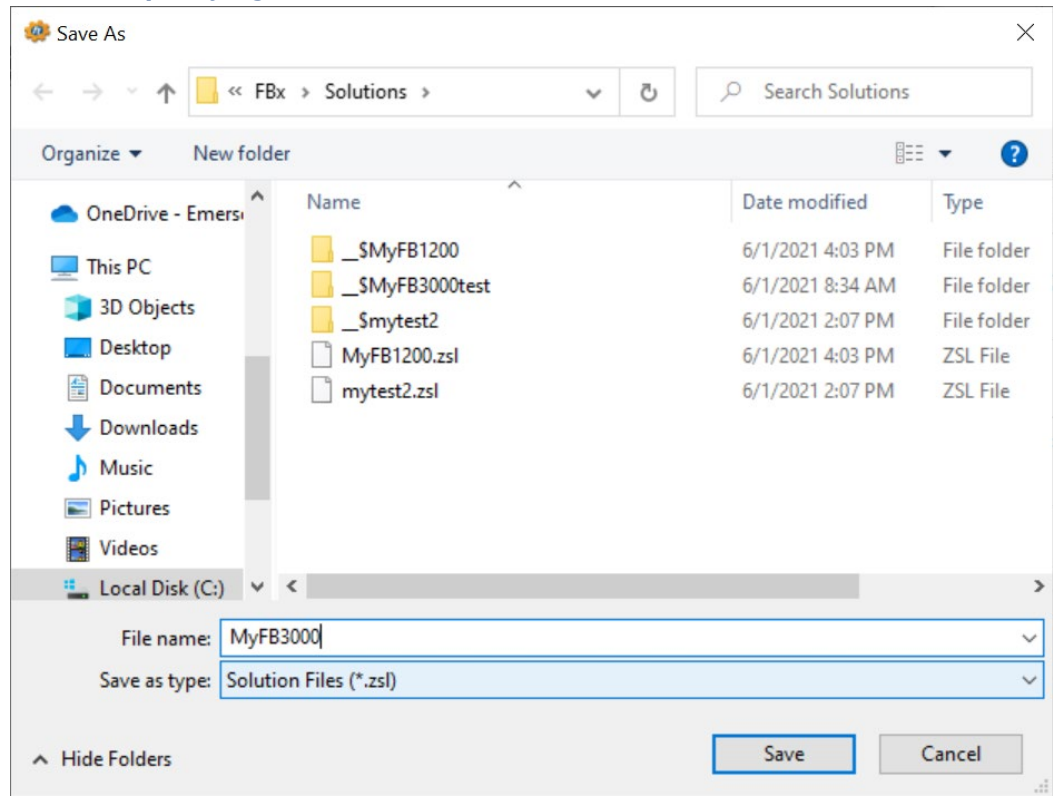 Save As
« FBx › Solutions ›
Search Solutions
Organize
New folder
Name
Date modified
Type
OneDrive - Emers
This PC
3D Objects
Desktop
Documents
Downloads
Music
Pictures
Videos
Local Disk (C:)
__$MyFB1200 6/1/2021 4:03 PM File folder
__$MyFB3000test 6/1/2021 8:34 AM File folder
__$mytest2 6/1/2021 2:07 PM File folder
MyFB1200.zsl 6/1/2021 4:03 PM ZSL File
mytest2.zsl 6/1/2021 2:07 PM ZSL File
File name: MyFB3000
Save as type: Solution Files (*.zsl)
Hide Folders
Save
Cancel